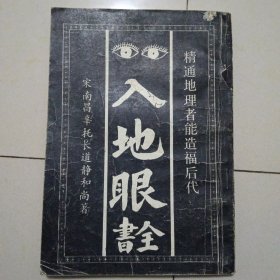 精通地理者能造福后代
入地眼全書
宋南昌辜托长道静和尚著